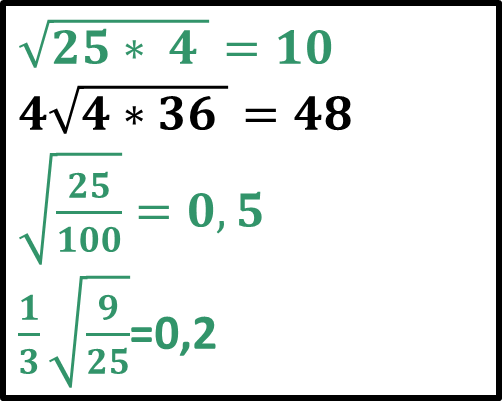 √25 * 4 = 10
4√4 * 36 = 48
√25/100 = 0,5
1/3 √9/25=0,2